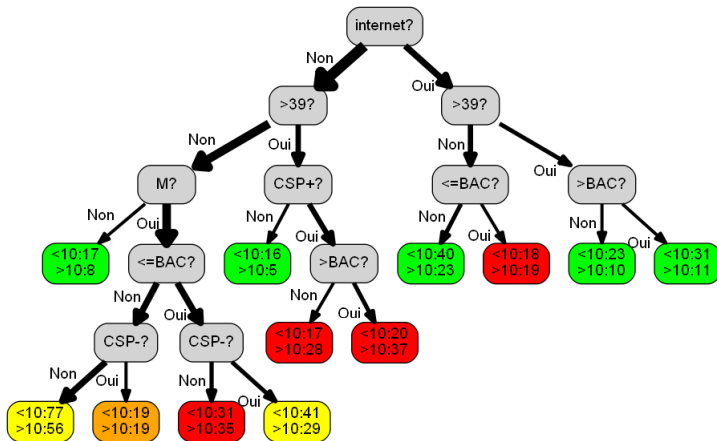 internet?
Non
Oui
>39?
>39?
Non
Oui
Non
Oui
M?
CSP+?
<=BAC?
>BAC?
Non
Oui
Non
Oui
Non
Oui
Non
Oui
<10:17
>10:8
<=BAC?
<10:16
>10:5
>BAC?
<10:40
>10:23
<10:18
>10:19
<10:23
>10:10
<10:31
>10:11
Non
Oui
Non
Oui
CSP-?
CSP-?
<10:17
>10:28
<10:20
>10:37
Non
Oui
Non
Oui
<10:77
>10:56
<10:19
>10:19
<10:31
>10:35
<10:41
>10:29